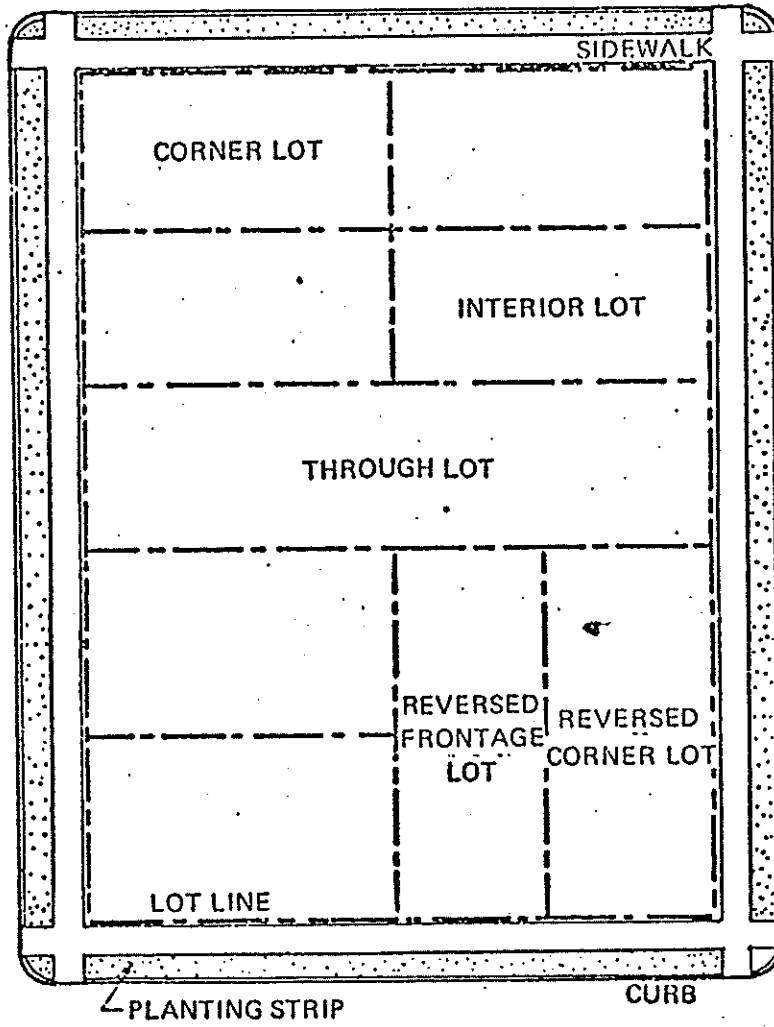 SIDEWALK
CORNER LOT
INTERIOR LOT
THROUGH LOT
REVERSED
FRONTAGE
LOT
REVERSED
CORNER LOT
LOT LINE
PLANTING STRIP
CURB